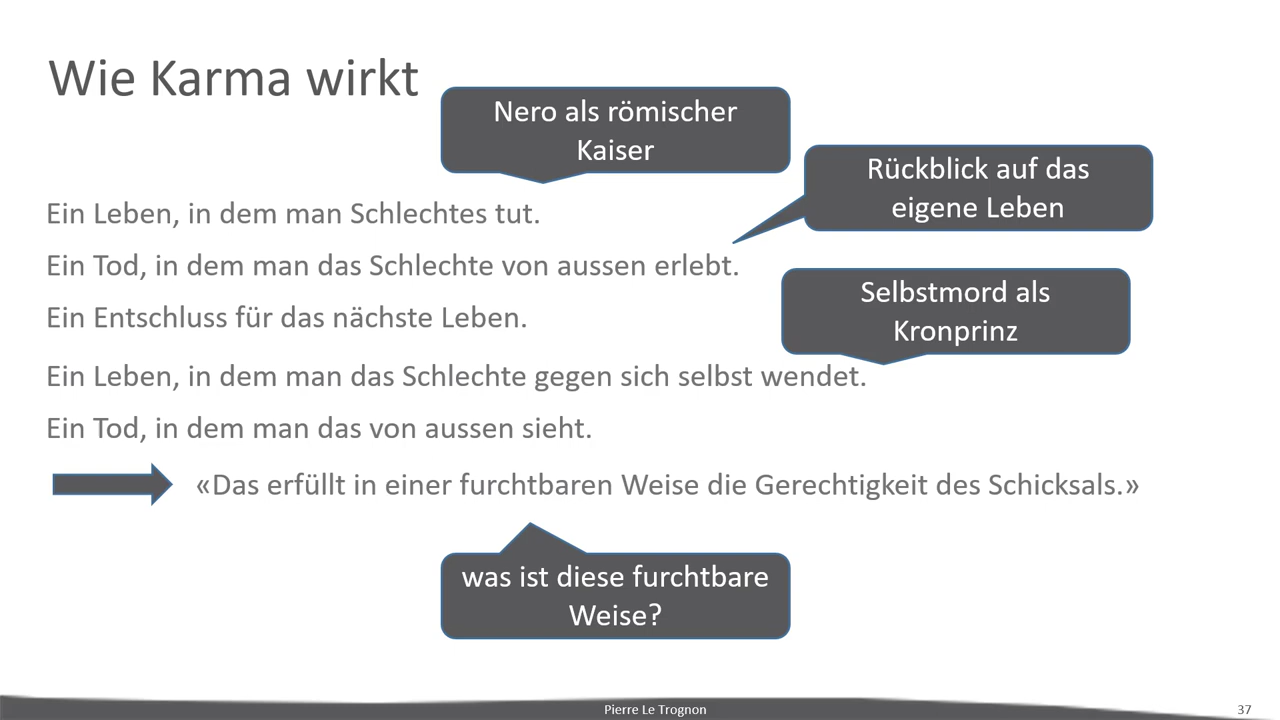 Wie Karma wirkt
Nero als römischer
Kaiser
Rückblick auf das
eigene Leben
Ein Leben, in dem man Schlechtes tut.
Ein Tod, in dem man das Schlechte von aussen erlebt.
Selbstmord als
Kronprinz
Ein Entschluss für das nächste Leben.
Ein Leben, in dem man das Schlechte gegen sich selbst wendet.
Ein Tod, in dem man das von aussen sieht.
«Das erfüllt in einer furchtbaren Weise die Gerechtigkeit des Schicksals.»
was ist diese furchtbare
Weise?
Pierre Le Trognon
37